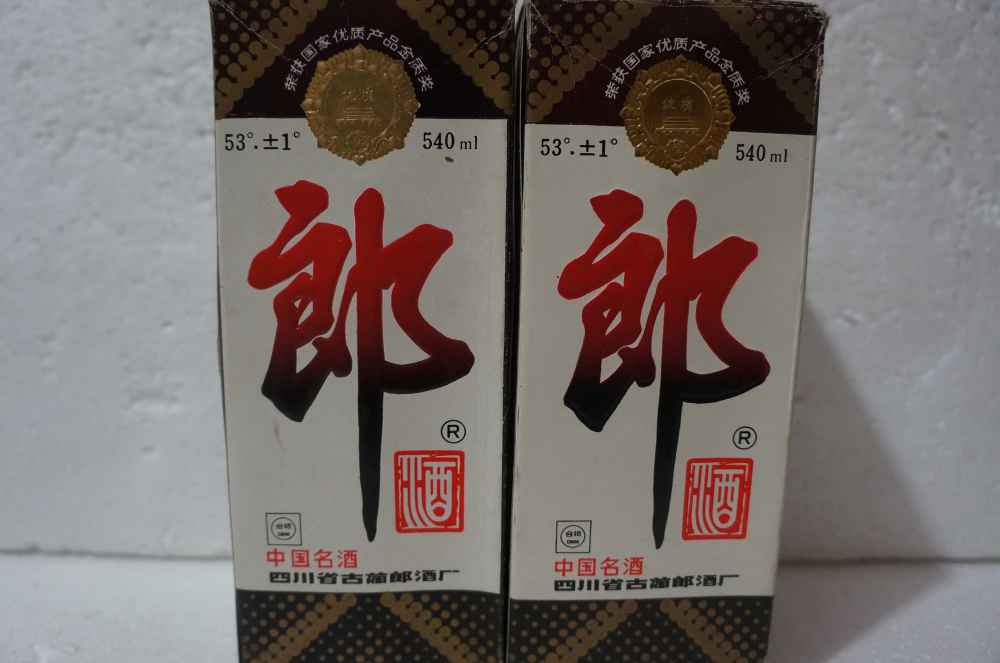 荣获国家优质产品金质奖
53°.±1°
540 ml
郎
®
酒
中国名酒
四川省古蔺郎酒厂
荣获国家优质产品金质奖
53°.±1°
540 ml
郎
®
酒
中国名酒
四川省古蔺郎酒厂